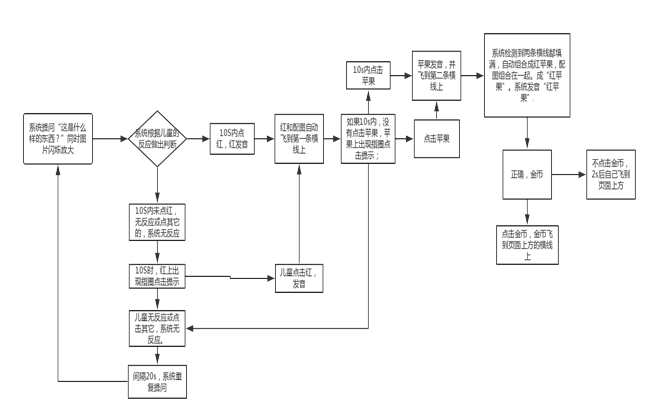 系统提问“这是什么
样的东西？”同时图
片闪烁放大
系统根据儿童的
反应做出判断
10S内点
红，红发音
红和配图自动
飞到第一条横
线上
如果10s内，没
有点击苹果，苹
果上出现指圈点
击提示；
10s内点击
苹果
苹果发音，并
飞到第二条横
线上
点击苹果
系统检测到两条横线都填
满，自动组合成红苹果，配
图组合在一起。成“红苹
果”。系统发音“红苹
果”.
正确，金币
不点击金币，
2s后自己飞到
页面上方
点击金币，金币飞
到页面上方的横线
上
10S内未点红，
无反应或点其它
的，系统无反应
10S时，红上出
现指圈点击提示
儿童点击红，
发音
儿童无反应或点
击其它，系统无
反应。
间隔20s，系统重
复提问